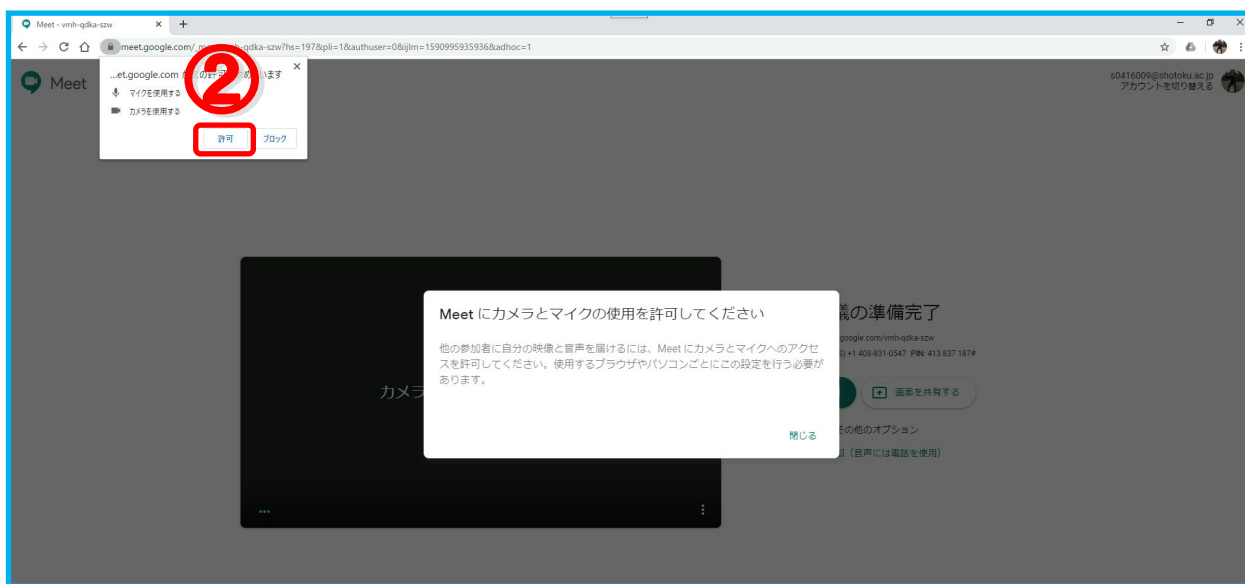 Meet - vmh-qdka-szw
meet.google.com/ qdka-szw?hs=197&pli=1&authuser=0&ijlm=1590995935936&adhoc=1
Meet
...et.google.com の許可 います
②
マイクを使用する
カメラを使用する
許可 ブロック
s0416009@shotoku.ac.jp
アカウントを切り替える
Meet にカメラとマイクの使用を許可してください
他の参加者に自分の映像と音声を届けるには、Meet にカメラとマイクへのアクセ
スを許可してください。使用するブラウザやパソコンごとにこの設定を行う必要が
あります。
閉じる
カメラ
議の準備完了
google.com/vmh-qdka-szw
+1 408-831-0547 PIN: 413 837 187#
画面を共有する
その他のオプション
(音声には電話を使用)